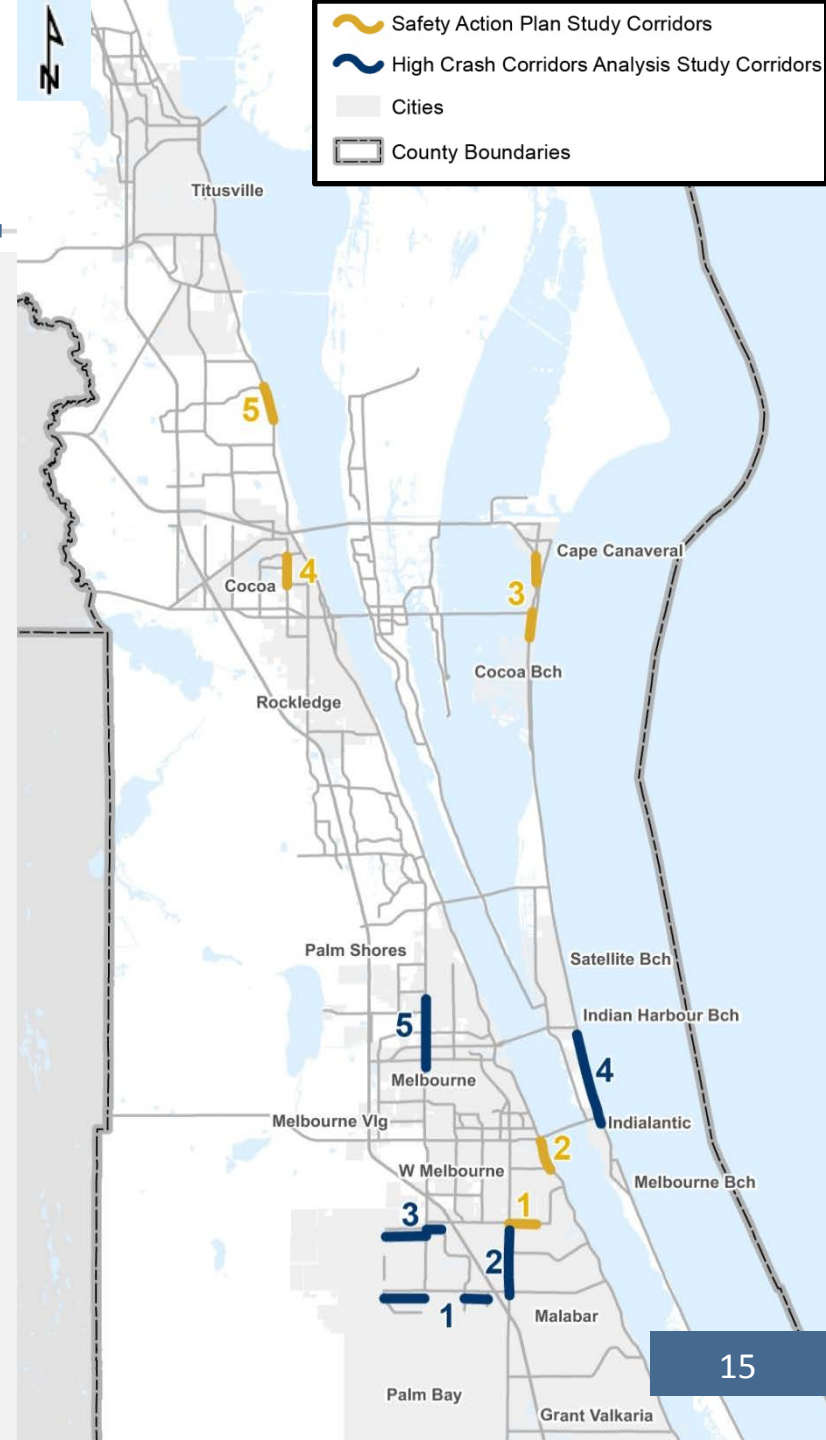 N
Safety Action Plan Study Corridors
High Crash Corridors Analysis Study Corridors
Cities
County Boundaries
Titusville
5
Cape Canaveral
4
Cocoa
3
Cocoa Bch
Rockledge
Palm Shores
Satellite Bch
Indian Harbour Bch
5
4
Melbourne
Melbourne Vlg
Indialantic
2
W Melbourne
Melbourne Bch
1
3
2
1
Malabar
15
Palm Bay
Grant Valkaria